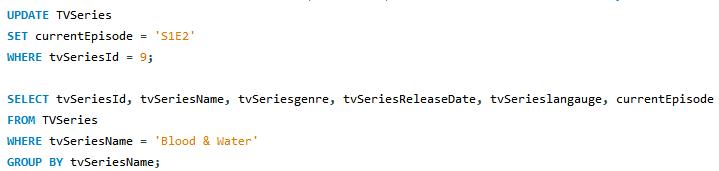 UPDATE TVSeries
SET currentEpisode = 'S1E2'
WHERE tvSeriesId = 9;
SELECT tvSeriesId, tvSeriesName, tvSeriesgenre, tvSeriesReleaseDate, tvSerieslangauge, currentEpisode
FROM TVSeries
WHERE tvSeriesName = 'Blood & Water'
GROUP BY tvSeriesName;